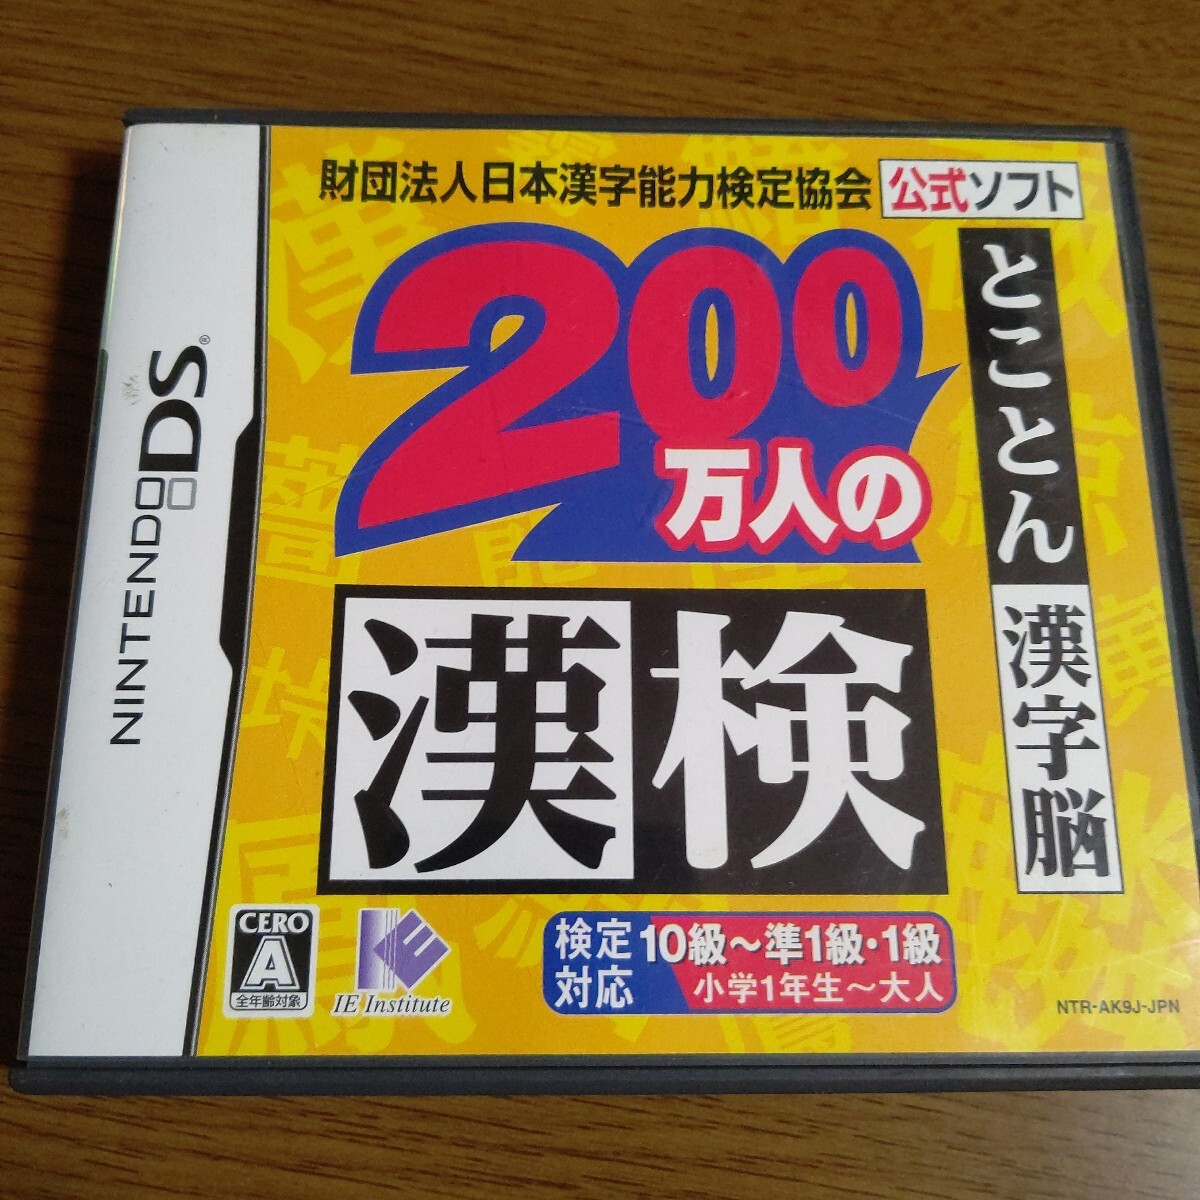 財団法人日本漢字能力検定協会 公式ソフト
200
万人の
漢検
とことん
漢字脳
NINTENDO DS®
CERO
A
全年齢対象
IE Institute
検定対応
10級～準1級・1級
小学1年生～大人
NTR-AK9J-JPN